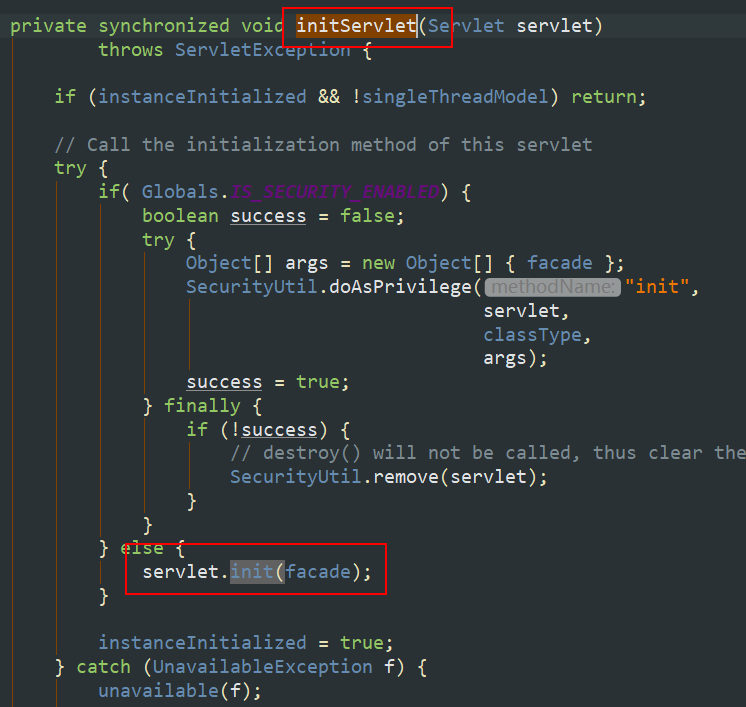 private synchronized void initServlet(Servlet servlet)
        throws ServletException {

    if (instanceInitialized && !singleThreadModel) return;

    // Call the initialization method of this servlet
    try {
        if( Globals.IS_SECURITY_ENABLED) {
            boolean success = false;
            try {
                Object[] args = new Object[] { facade };
                SecurityUtil.doAsPrivilege( methodName: "init",
                                           servlet,
                                           classType,
                                           args);
                success = true;
            } finally {
                if (!success) {
                    // destroy() will not be called, thus clear the
                    SecurityUtil.remove(servlet);
                }
            }
        } else {
            servlet.init(facade);
        }

        instanceInitialized = true;
    } catch (UnavailableException f) {
        unavailable(f);